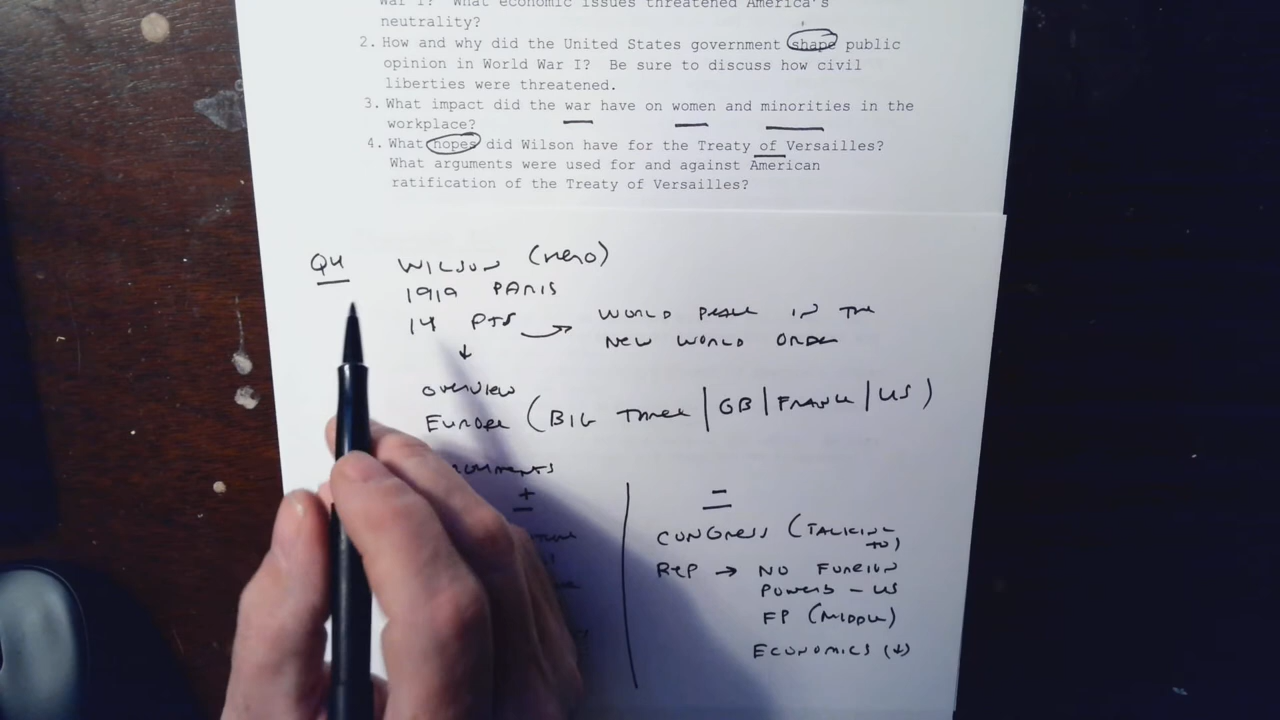 War I? What economic issues threatened America's
neutrality?
2. How and why did the United States government shape public
opinion in World War I? Be sure to discuss how civil
liberties were threatened.
3. What impact did the war have on women and minorities in the
workplace?
4. What hopes did Wilson have for the Treaty of Versailles?
What arguments were used for and against American
ratification of the Treaty of Versailles?
Q4 WILSON (HERO)
1919 PARIS
14 PTS → WORLD PEACE IN THE
NEW WORLD ORDER
↓
OVERVIEW
EUROPE (BIG THREE | GB | FRANCE | US)
+ −
CONGRESS (TALKING
TO)
REP → NO FOREIGN
POWERS - US
FP (MIDDLE)
ECONOMICS (↓)